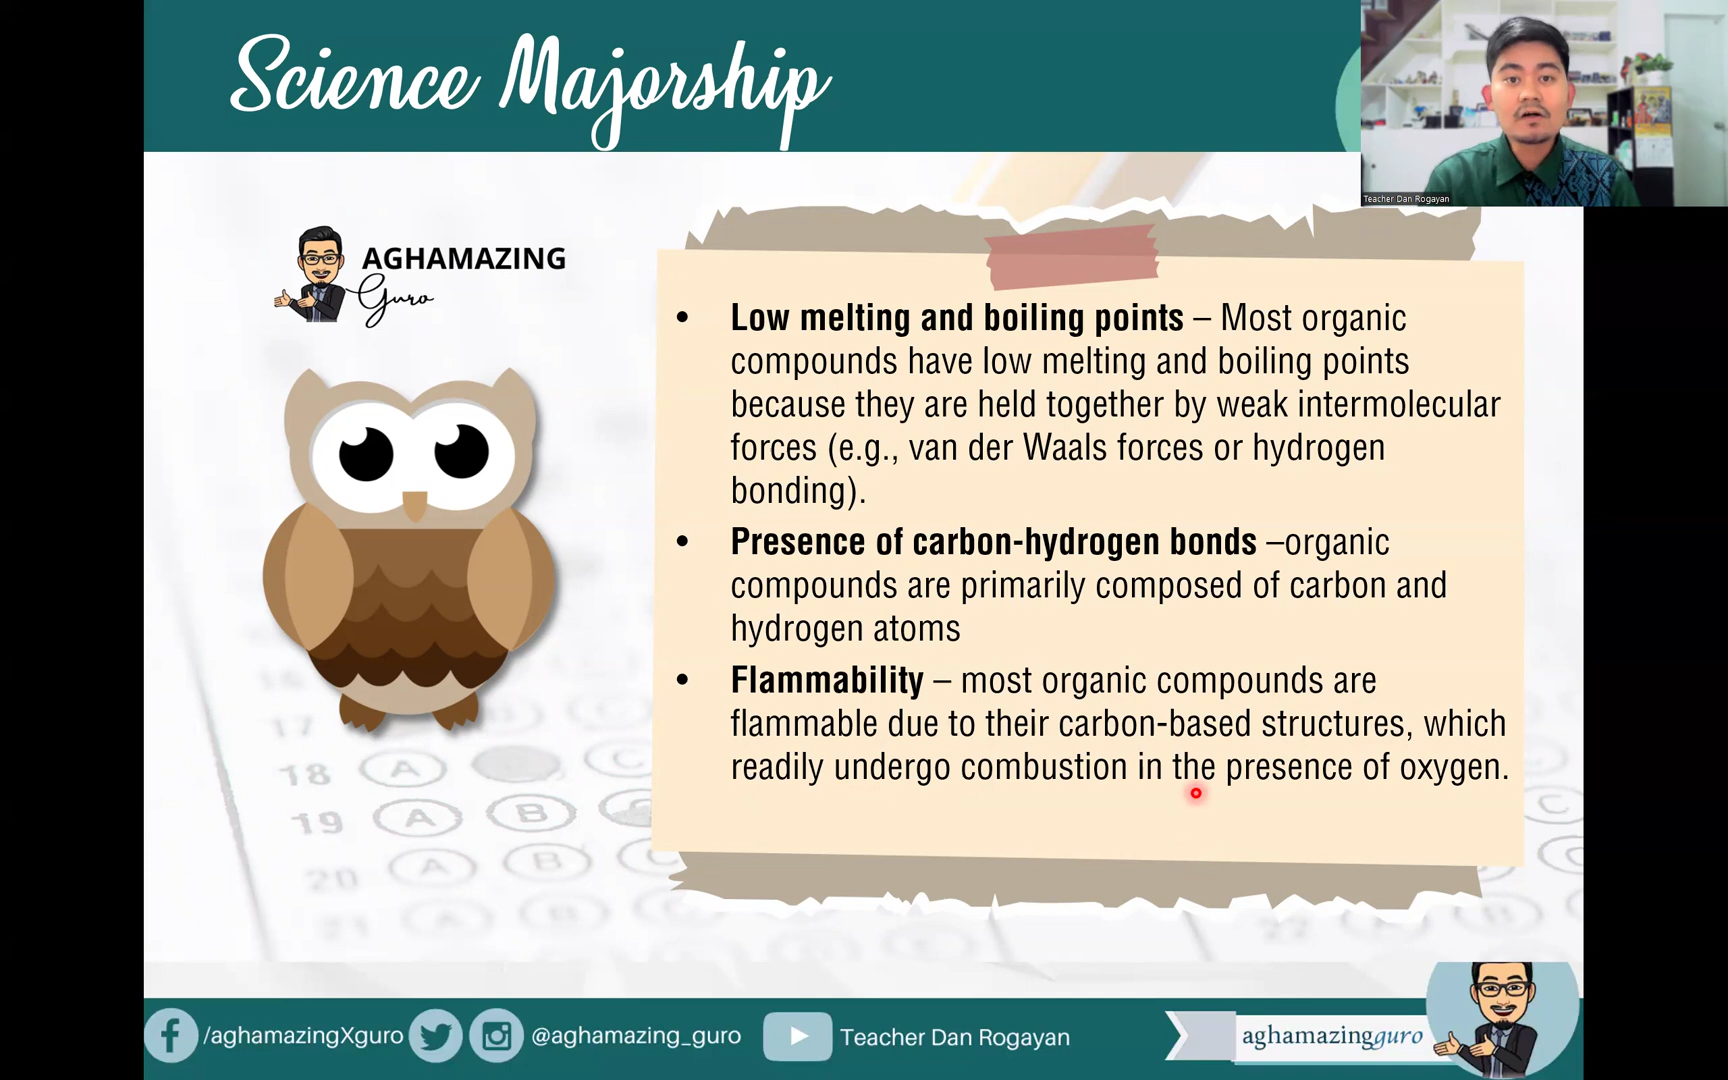 Science Majorship
Teacher Dan Rogayan
AGHAMAZING
Guro
• Low melting and boiling points – Most organic
compounds have low melting and boiling points
because they are held together by weak intermolecular
forces (e.g., van der Waals forces or hydrogen
bonding).
• Presence of carbon-hydrogen bonds –organic
compounds are primarily composed of carbon and
hydrogen atoms
• Flammability – most organic compounds are
flammable due to their carbon-based structures, which
readily undergo combustion in the presence of oxygen.
17
18 A C
19 A B
20 A B C
21 A B
22
C
C
B
/aghamazingXguro @aghamazing_guro Teacher Dan Rogayan aghamazingguro